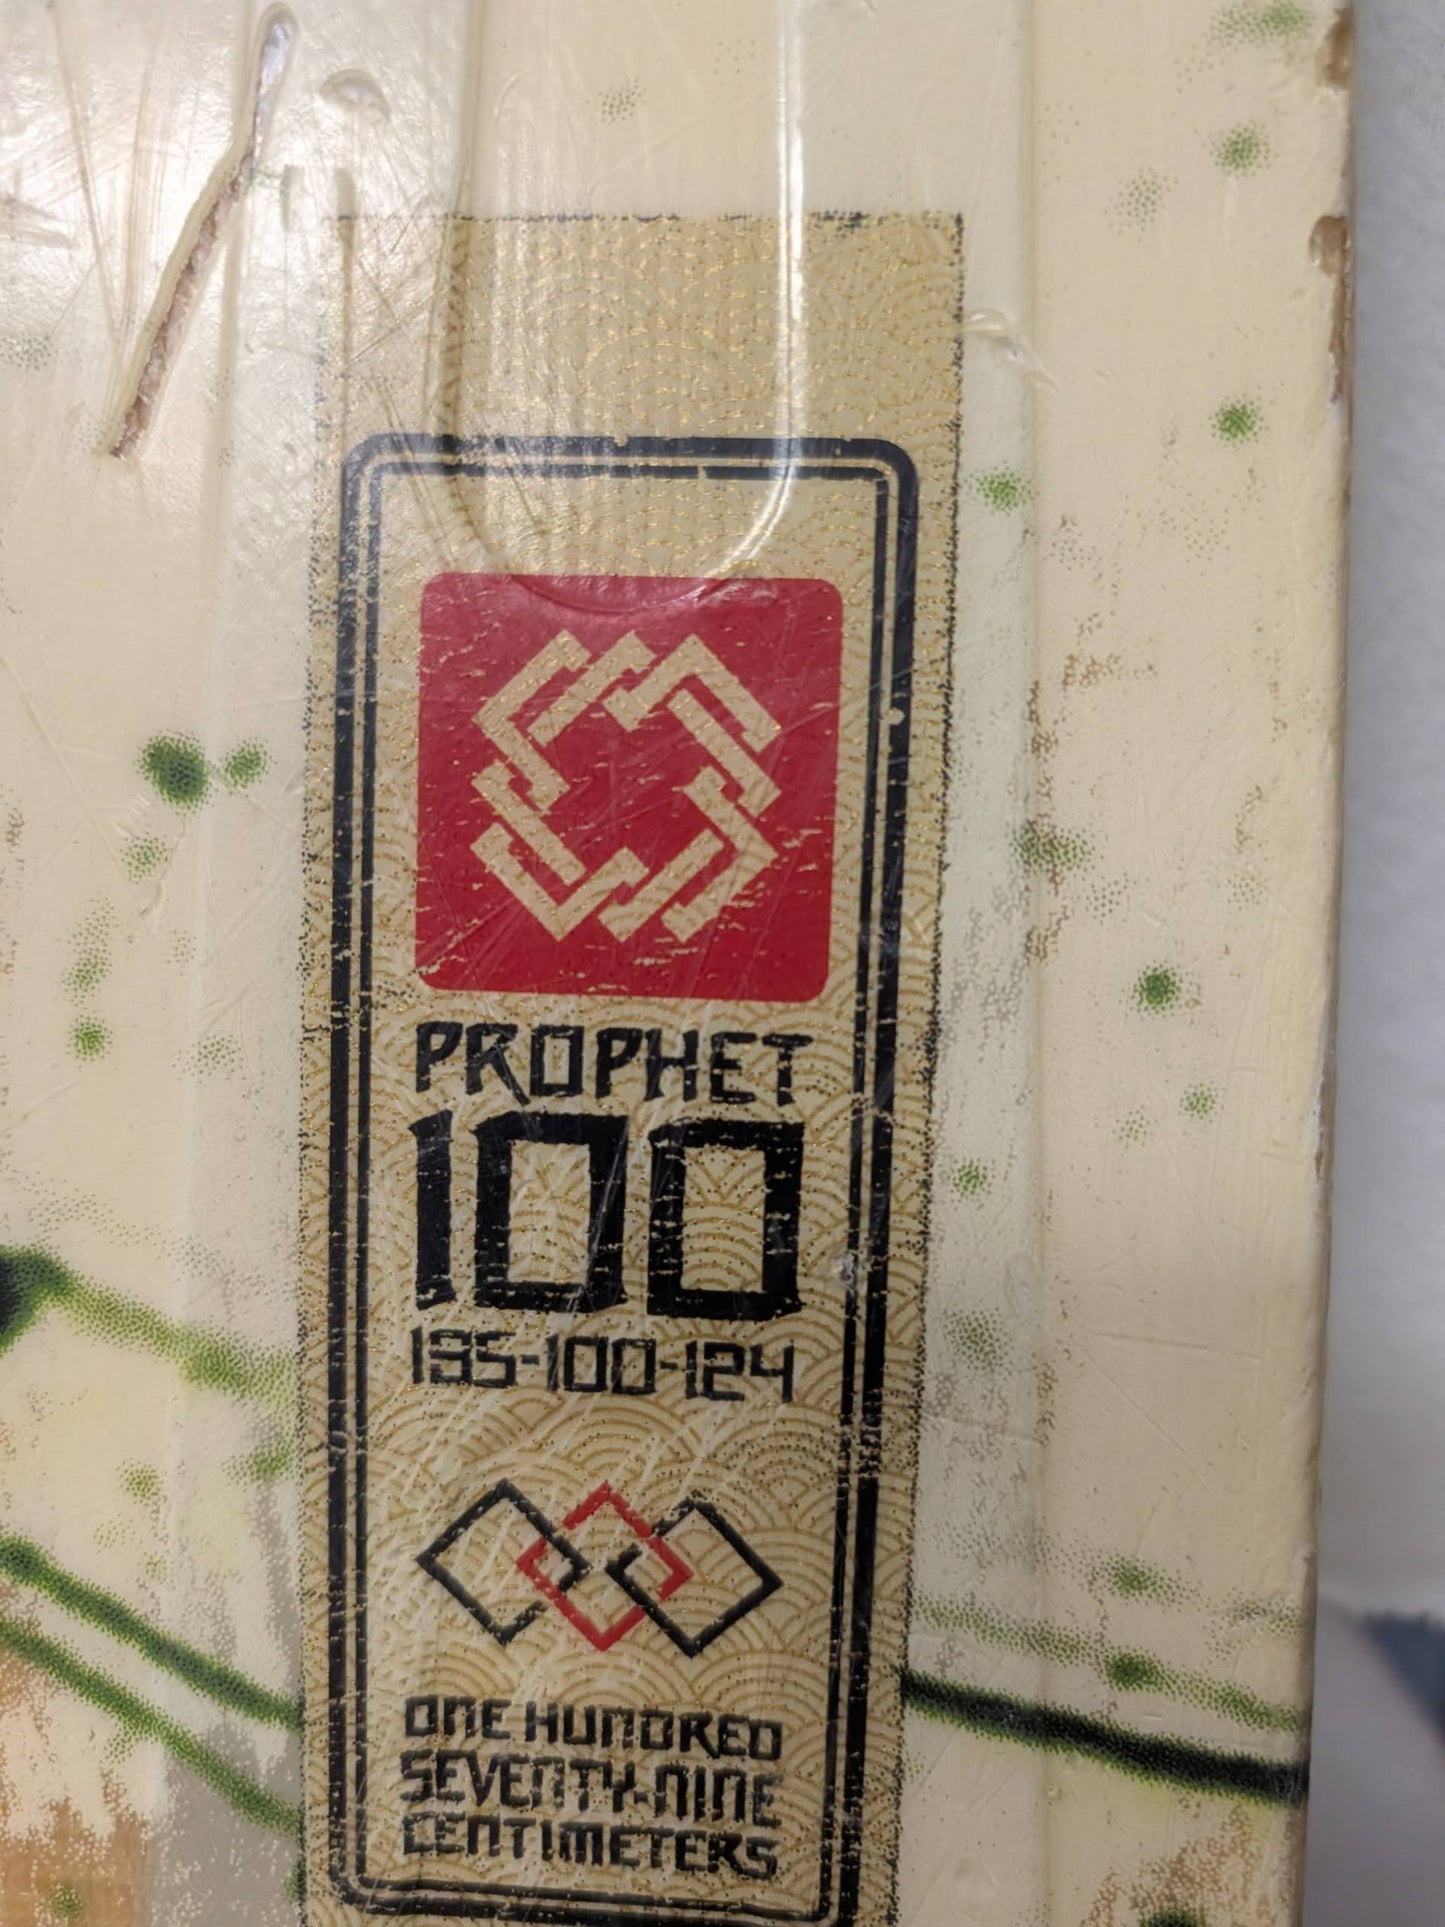 PROPHET
100
135-100-124
ONE HUNDRED
SEVENTY-NINE
CENTIMETERS